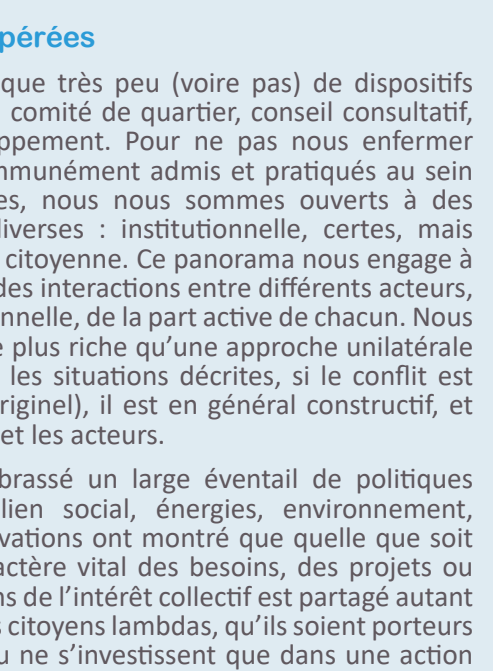 pérées
que très peu (voire pas) de dispositifs
comité de quartier, conseil consultatif,
ppement. Pour ne pas nous enfermer
mmunément admis et pratiqués au sein
es, nous nous sommes ouverts à des
liverses : institutionnelle, certes, mais
citoyenne. Ce panorama nous engage à
des interactions entre différents acteurs,
nnelle, de la part active de chacun. Nous
e plus riche qu’une approche unilatérale
les situations décrites, si le conflit est
riginel), il est en général constructif, et
et les acteurs.
brassé un large éventail de politiques
lien social, énergies, environnement,
vations ont montré que quelle que soit
actère vital des besoins, des projets ou
ns de l’intérêt collectif est partagé autant
s citoyens lambdas, qu’ils soient porteurs
u ne s’investissent que dans une action